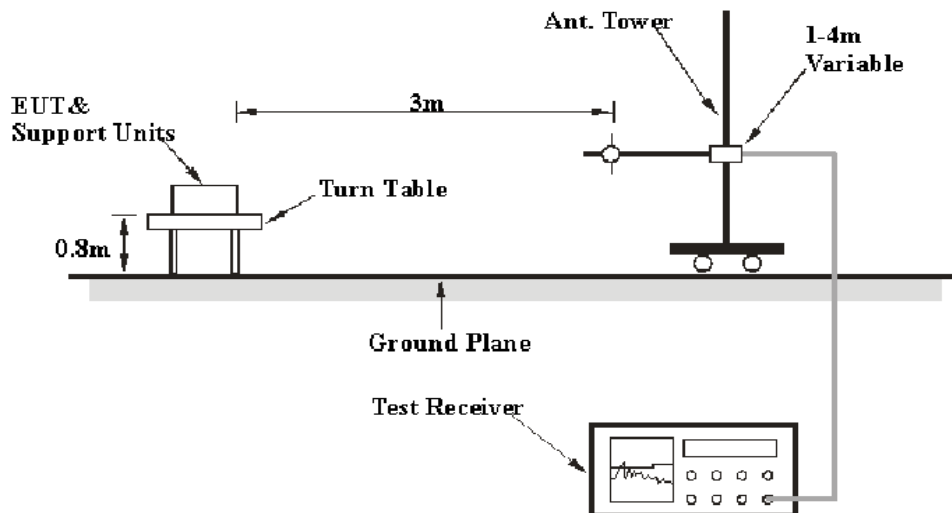 Ant. Tower
1-4m
Variable
3m
EUT&
Support Units
Turn Table
0.8m
Ground Plane
Test Receiver